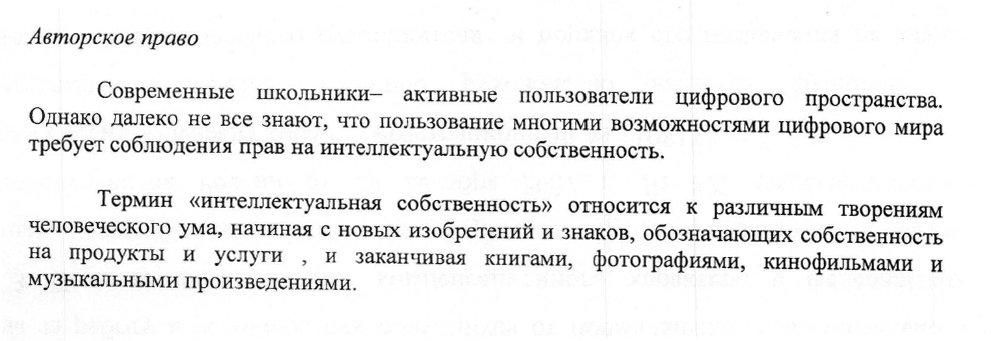 Авторское право
Современные школьники– активные пользователи цифрового пространства.
Однако далеко не все знают, что пользование многими возможностями цифрового мира
требует соблюдения прав на интеллектуальную собственность.
Термин «интеллектуальная собственность» относится к различным творениям
человеческого ума, начиная с новых изобретений и знаков, обозначающих собственность
на продукты и услуги , и заканчивая книгами, фотографиями, кинофильмами и
музыкальными произведениями.